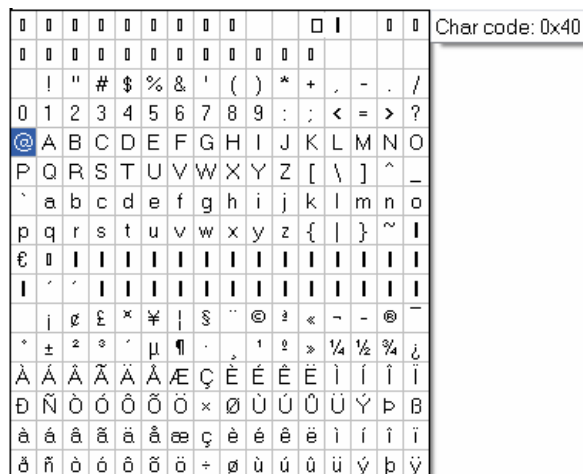 Char code: 0x40
! " # $ % & ' ( ) * + , - . /
0 1 2 3 4 5 6 7 8 9 : ; < = > ?
@ A B C D E F G H I J K L M N O
P Q R S T U V W X Y Z [ \ ] ^ _
` a b c d e f g h i j k l m n o
p q r s t u v w x y z { | } ~
€
´ ´
¡ ¢ £ ¤ ¥ ¦ § ¨ © ª « ¬ - ® ¯
° ± ² ³ ´ µ ¶ · ¸ ¹ º » ¼ ½ ¾ ¿
À Á Â Ã Ä Å Æ Ç È É Ê Ë Ì Í Î Ï
Ð Ñ Ò Ó Ô Õ Ö × Ø Ù Ú Û Ü Ý Þ ß
à á â ã ä å æ ç è é ê ë ì í î ï
ð ñ ò ó ô õ ö ÷ ø ù ú û ü ý þ ÿ